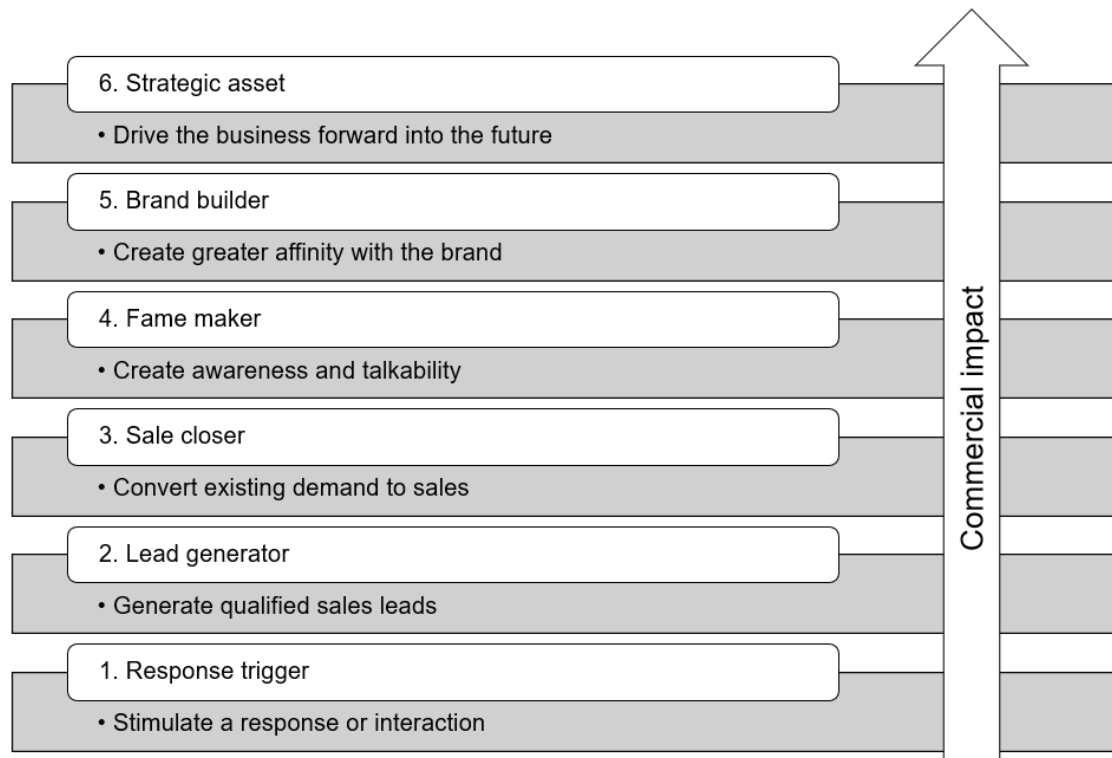 6. Strategic asset
• Drive the business forward into the future
5. Brand builder
• Create greater affinity with the brand
4. Fame maker
• Create awareness and talkability
3. Sale closer
• Convert existing demand to sales
2. Lead generator
• Generate qualified sales leads
1. Response trigger
• Stimulate a response or interaction
Commercial impact